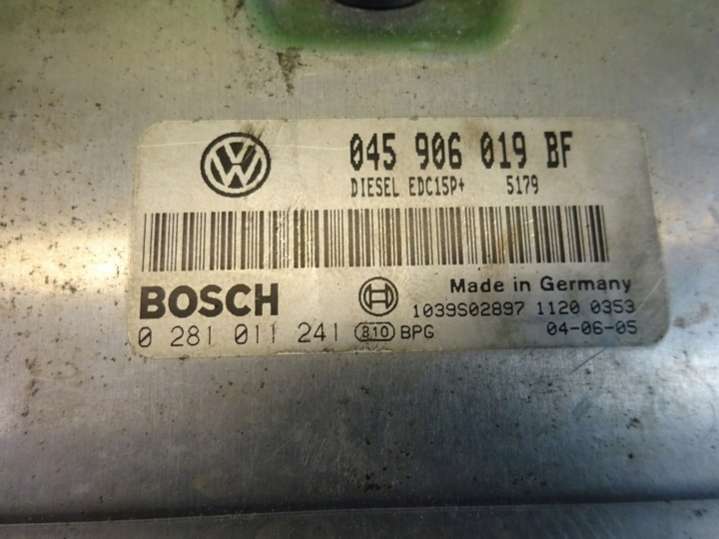 VW
045 906 019 BF
DIESEL EDC15P+ 5179
BOSCH
Made in Germany
1039S02897 1120 0353
0 281 011 241 810 BPG 04-06-05